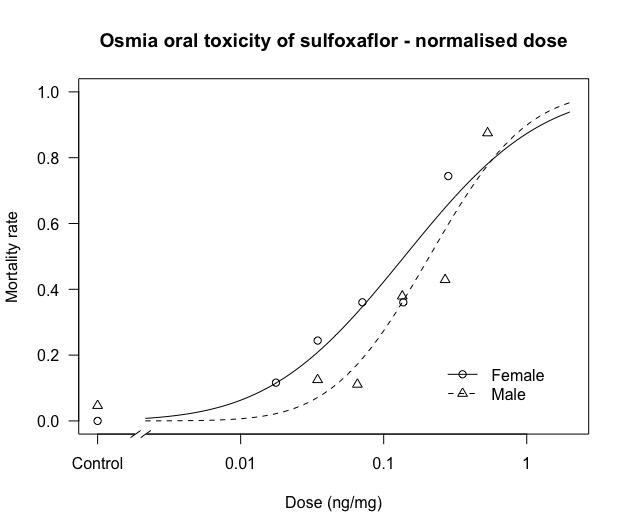 Osmia oral toxicity of sulfoxaflor - normalised dose
Mortality rate
1.0
0.8
0.6
0.4
0.2
0.0
Female
Male
Control 0.01 0.1 1
Dose (ng/mg)